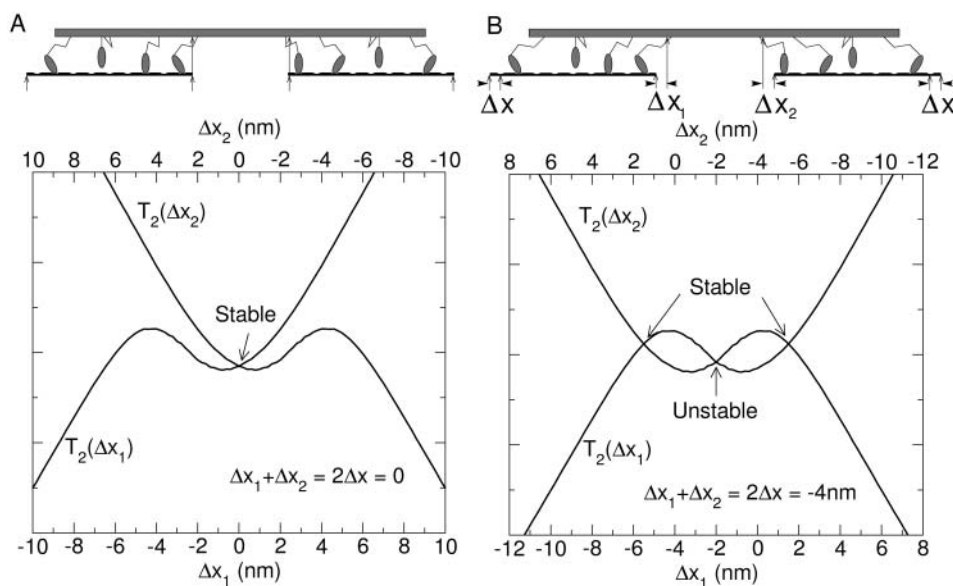 A
Δx₂ (nm)
10 8 6 4 2 0 -2 -4 -6 -8 -10
T₂(Δx₂)
Stable
T₂(Δx₁)
Δx₁+Δx₂ = 2Δx = 0
-10 -8 -6 -4 -2 0 2 4 6 8 10
Δx₁ (nm)
B
Δx Δx₁ Δx₂ Δx
Δx₂ (nm)
8 6 4 2 0 -2 -4 -6 -8 -10 -12
T₂(Δx₂)
Stable
Unstable
T₂(Δx₁)
Δx₁+Δx₂ = 2Δx = -4nm
-12 -10 -8 -6 -4 -2 0 2 4 6 8
Δx₁ (nm)